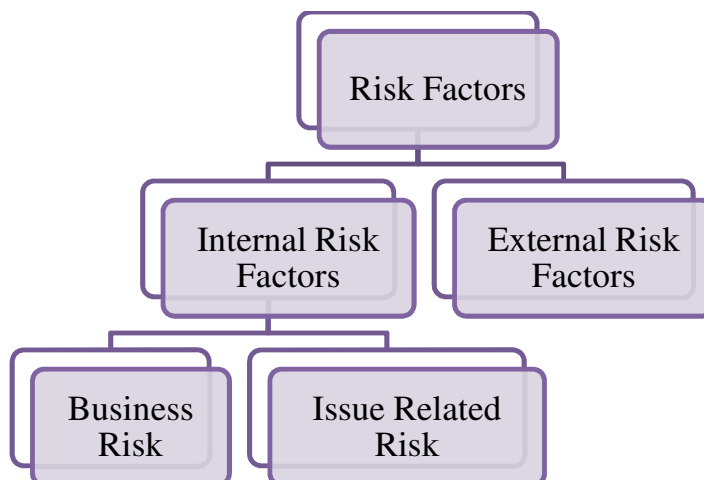 Risk Factors
Internal Risk
Factors
External Risk
Factors
Business
Risk
Issue Related
Risk